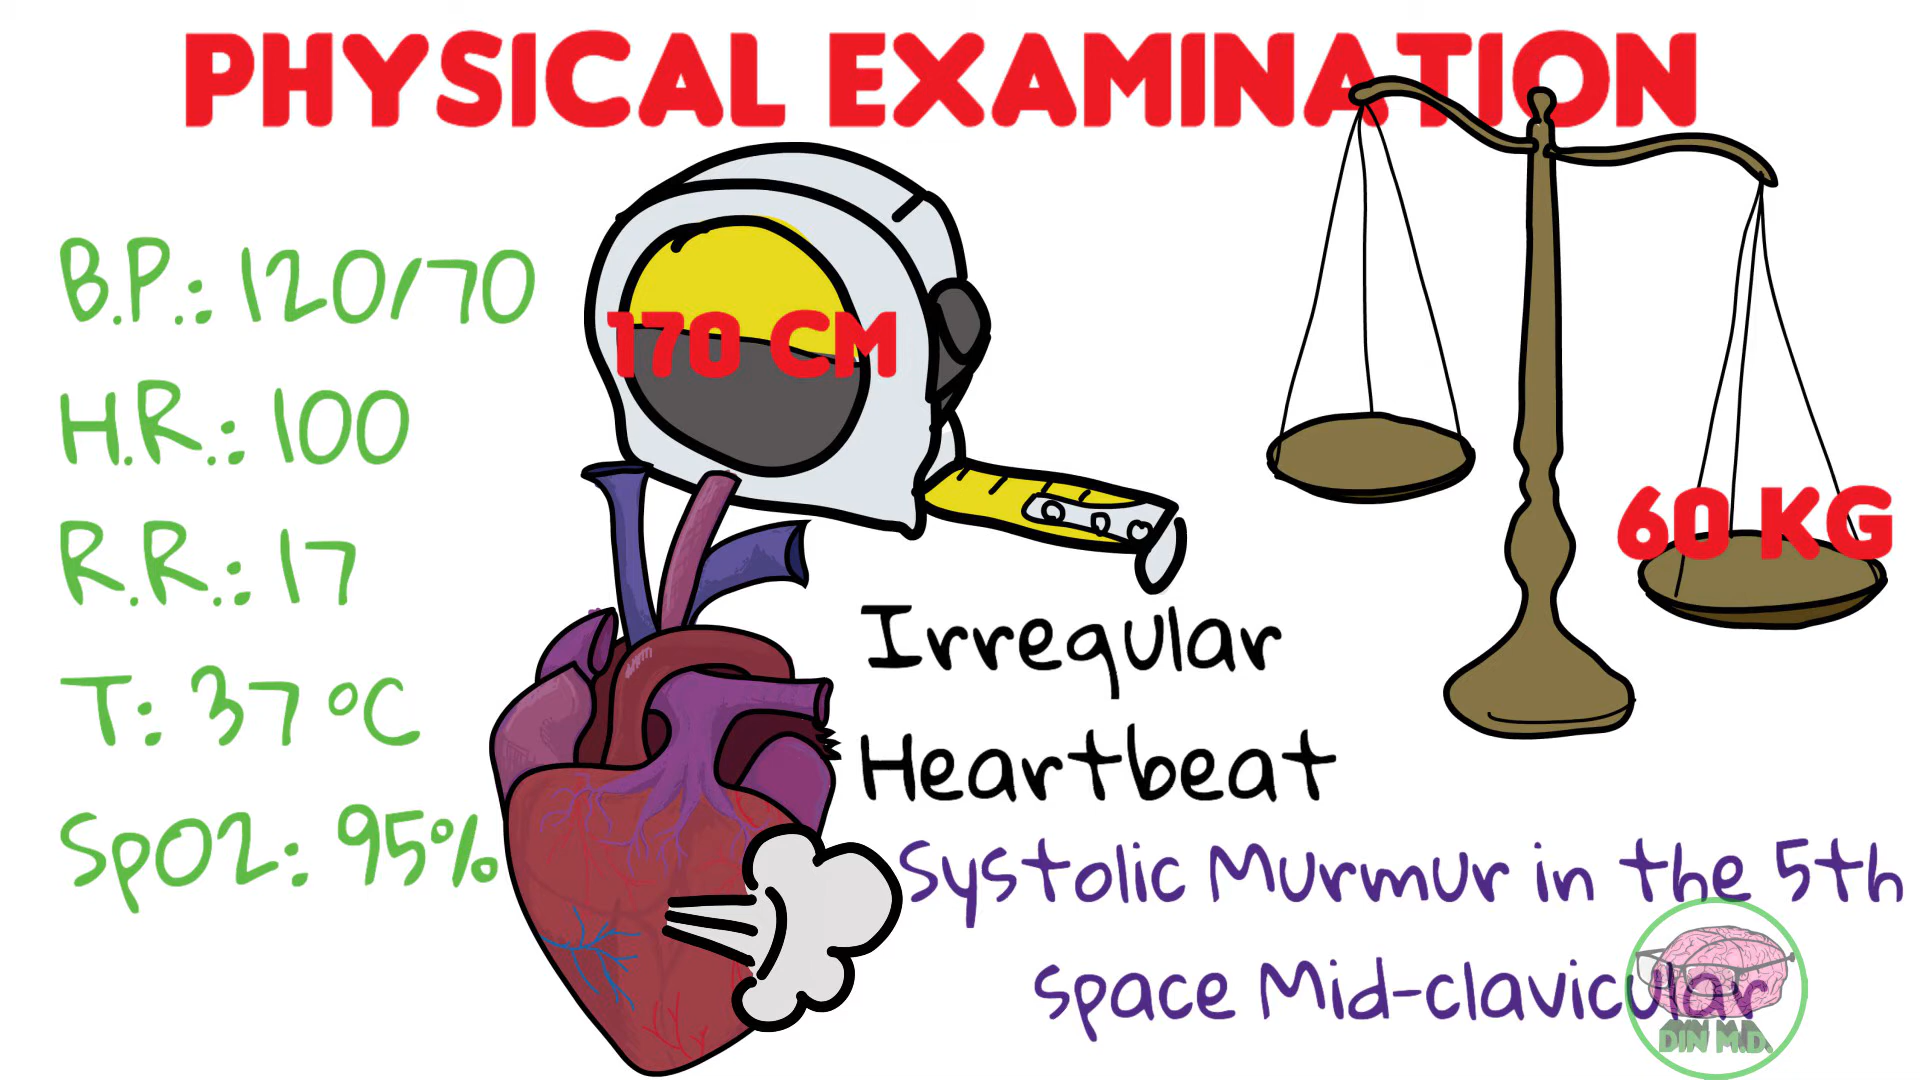 PHYSICAL EXAMINATION
B.P.: 120/70
H.R.: 100
R.R.: 17
T: 37 °C
SpO2: 95%
170 CM
60 KG
Irregular
Heartbeat
Systolic Murmur in the 5th
space Mid-clavicular
DIN M.D.